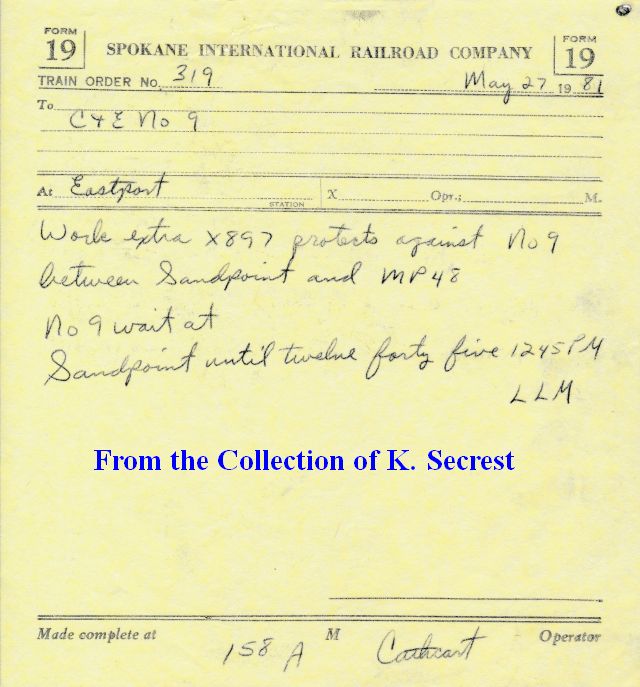 FORM 19 SPOKANE INTERNATIONAL RAILROAD COMPANY FORM 19
TRAIN ORDER NO. 319 May 27 1981
To C+E No 9
At Eastport STATION X Opr.; M.
Work extra X897 protects against No 9
between Sandpoint and MP48
No 9 wait at
Sandpoint until twelve forty five 1245PM
LLM
From the Collection of K. Secrest
Made complete at 158 A M Cathcart Operator